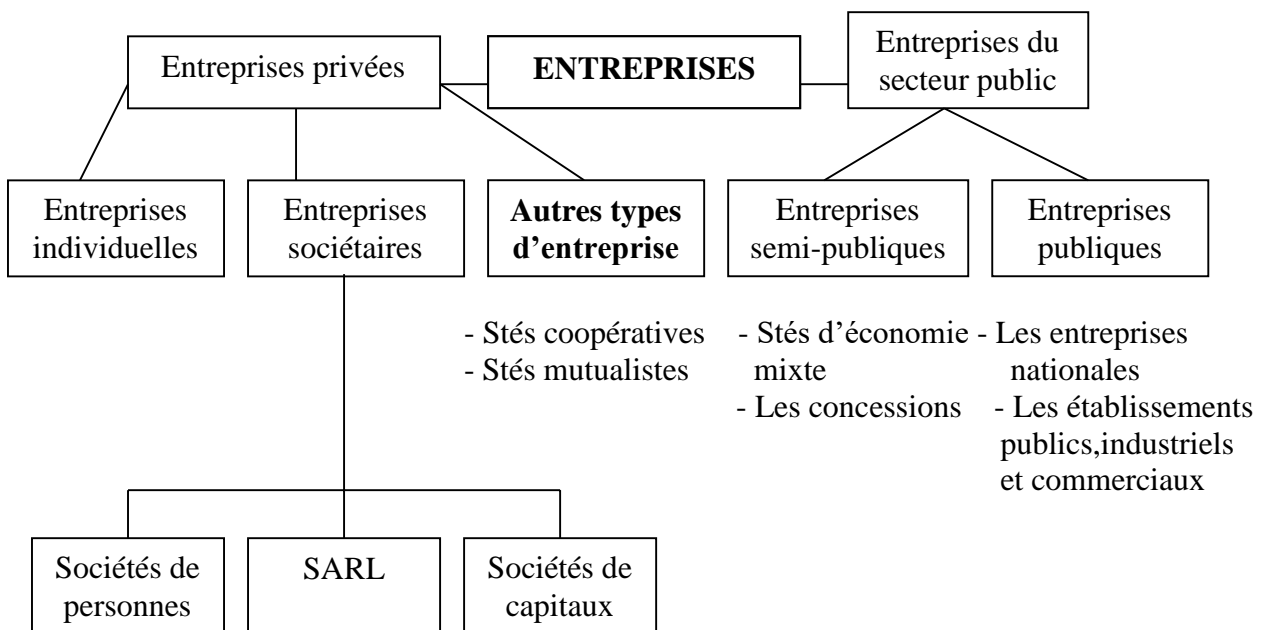 Entreprises privées
ENTREPRISES
Entreprises du
secteur public
Entreprises
individuelles
Entreprises
sociétaires
Autres types
d’entreprise
Entreprises
semi-publiques
Entreprises
publiques
- Stés coopératives
- Stés mutualistes
- Stés d’économie
mixte
- Les concessions
- Les entreprises
nationales
- Les établissements
publics,industriels
et commerciaux
Sociétés de
personnes
SARL
Sociétés de
capitaux